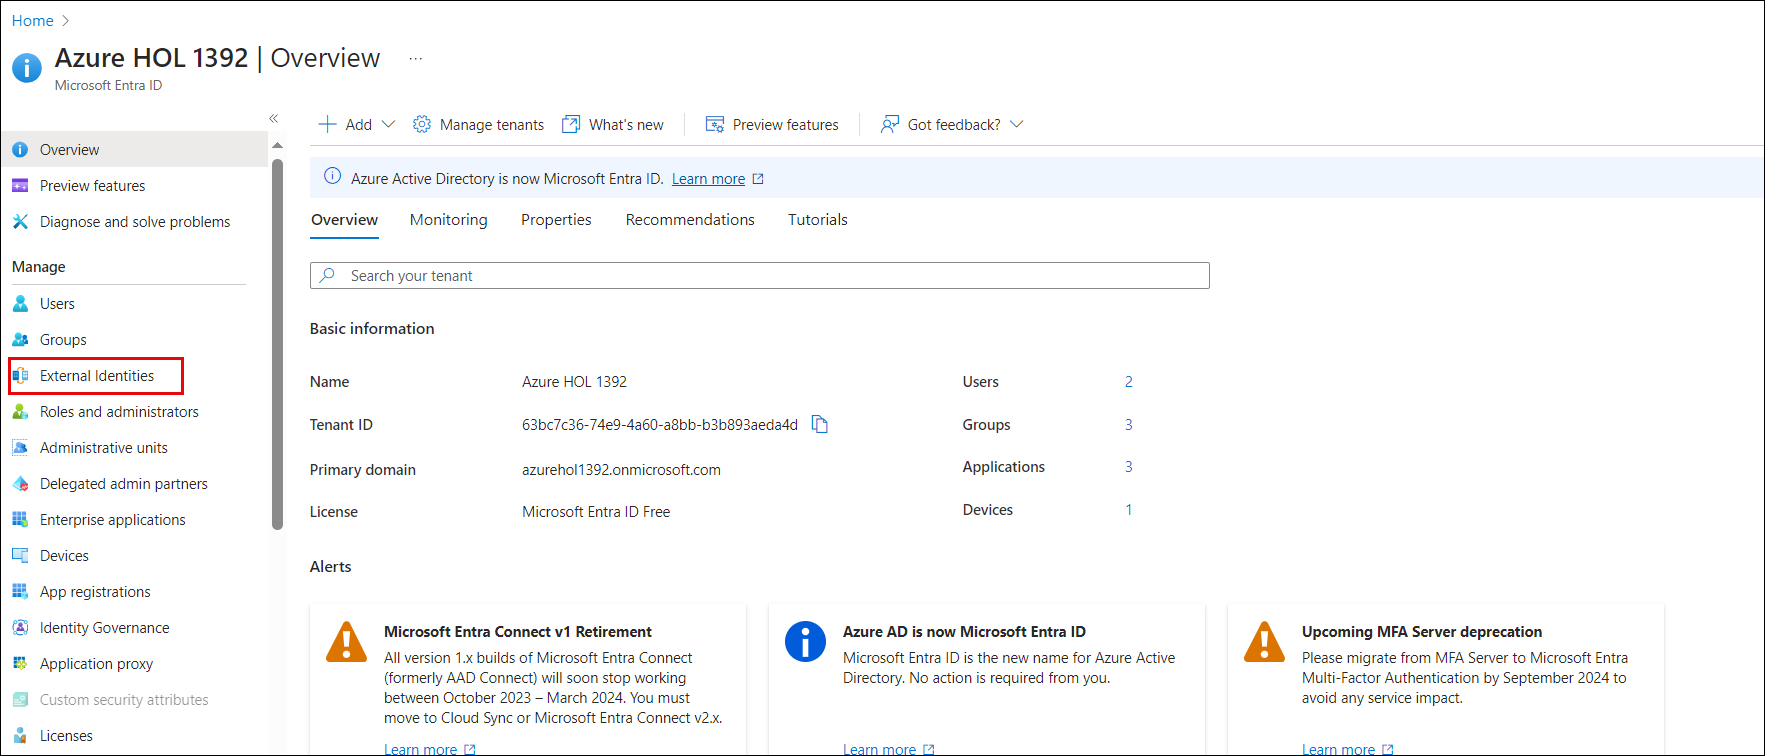 Home
Azure HOL 1392 | Overview ...
Microsoft Entra ID
Overview
Preview features
Diagnose and solve problems
Manage
Users
Groups
External Identities
Roles and administrators
Administrative units
Delegated admin partners
Enterprise applications
Devices
App registrations
Identity Governance
Application proxy
Custom security attributes
Licenses
Add Manage tenants What's new Preview features Got feedback?
Azure Active Directory is now Microsoft Entra ID. Learn more
Overview Monitoring Properties Recommendations Tutorials
Search your tenant
Basic information
Name Azure HOL 1392 Users 2
Tenant ID 63bc7c36-74e9-4a60-a8bb-b3b893aeda4d Groups 3
Primary domain azurehol1392.onmicrosoft.com Applications 3
License Microsoft Entra ID Free Devices 1
Alerts
Microsoft Entra Connect v1 Retirement
All version 1.x builds of Microsoft Entra Connect
(formerly AAD Connect) will soon stop working
between October 2023 – March 2024. You must
move to Cloud Sync or Microsoft Entra Connect v2.x.
Learn more
Azure AD is now Microsoft Entra ID
Microsoft Entra ID is the new name for Azure Active
Directory. No action is required from you.
Learn more
Upcoming MFA Server deprecation
Please migrate from MFA Server to Microsoft Entra
Multi-Factor Authentication by September 2024 to
avoid any service impact.
Learn more